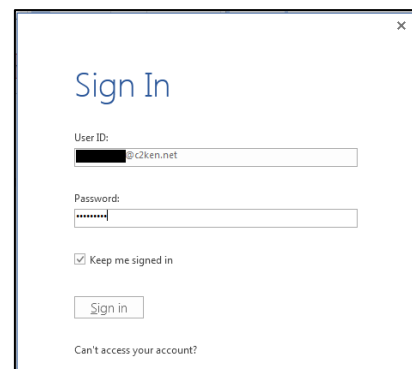 Sign In
User ID:
@c2ken.net
Password:
Keep me signed in
Sign in
Can't access your account?